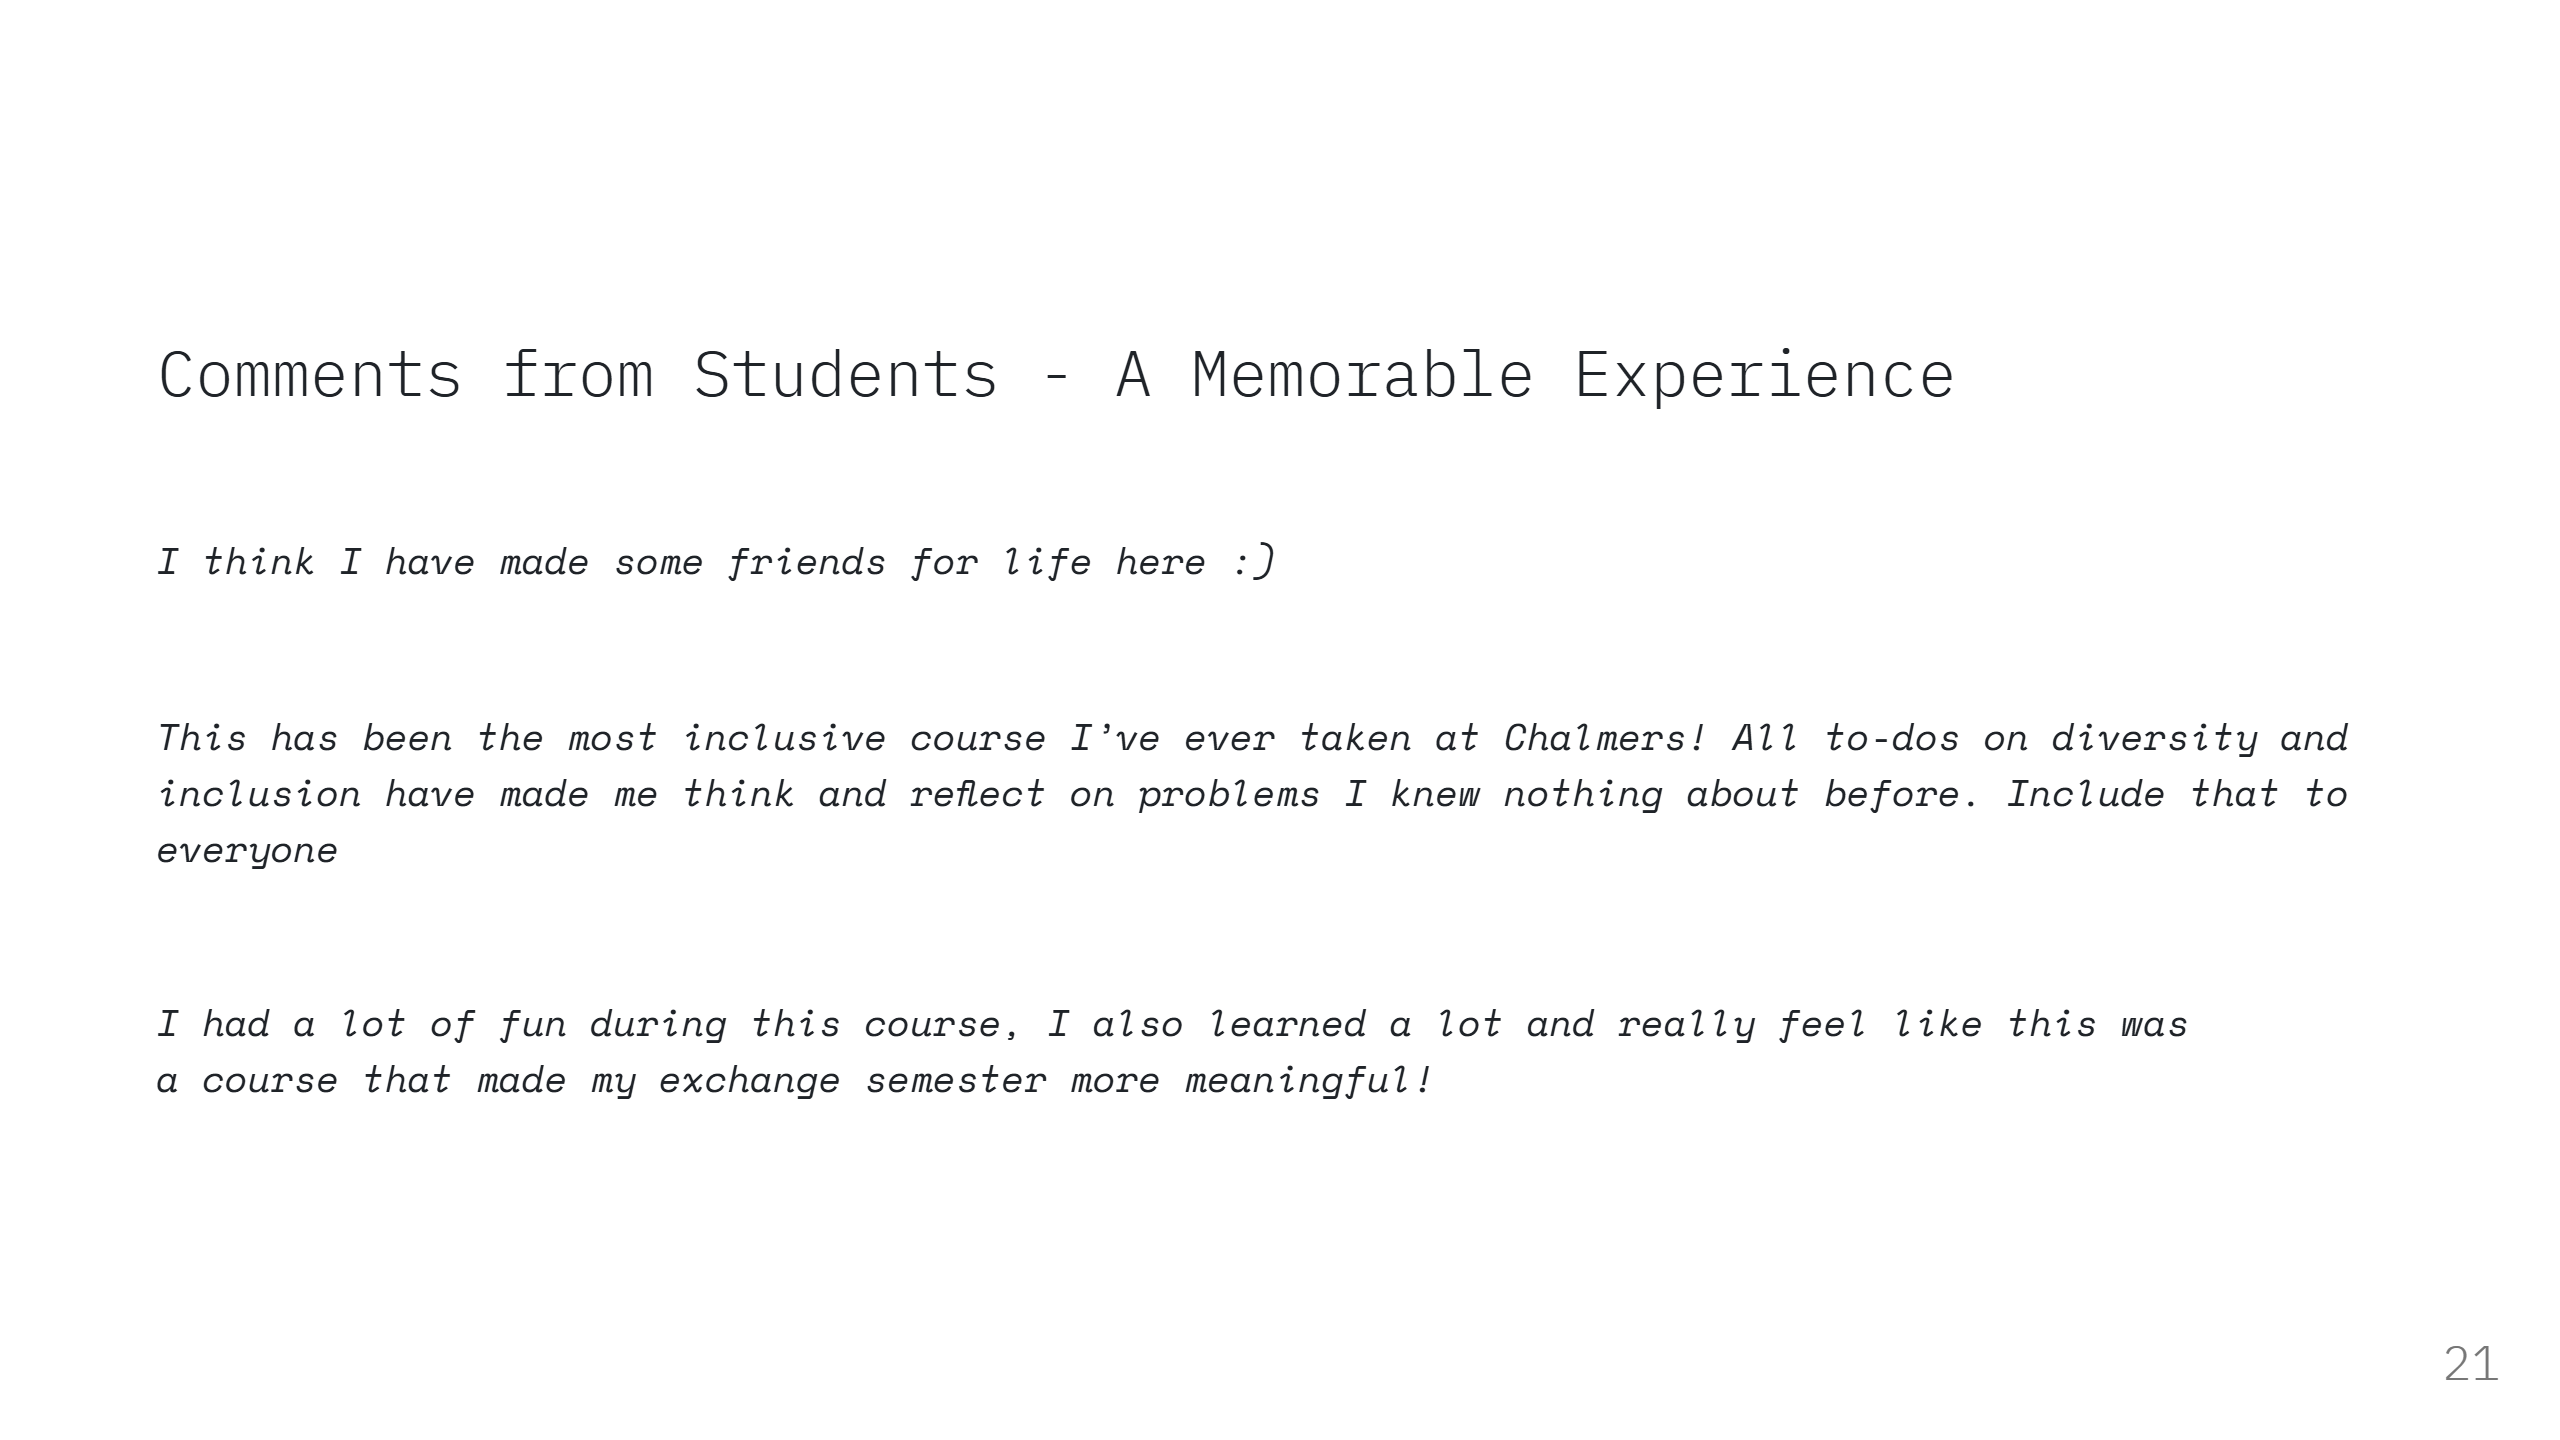 Comments from Students - A Memorable Experience
I think I have made some friends for life here :)
This has been the most inclusive course I’ve ever taken at Chalmers! All to-dos on diversity and
inclusion have made me think and reflect on problems I knew nothing about before. Include that to
everyone
I had a lot of fun during this course, I also learned a lot and really feel like this was
a course that made my exchange semester more meaningful!
21